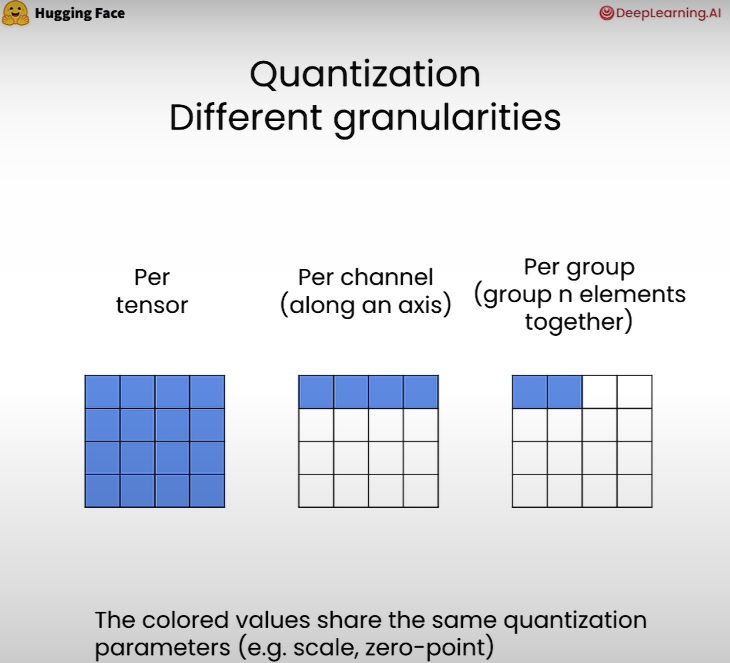 Hugging Face
DeepLearning.AI
Quantization
Different granularities
Per
tensor
Per channel
(along an axis)
Per group
(group n elements
together)
The colored values share the same quantization
parameters (e.g. scale, zero-point)